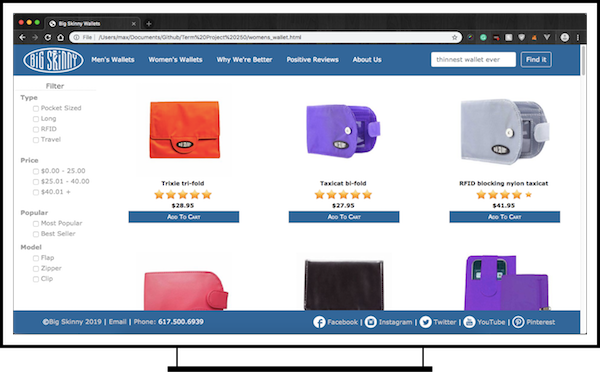 Big Skinny Wallets
File | /Users/max/Documents/Github/Term%20Project%20250/womens_wallet.html
BIG SKINNY
Men's Wallets Women's Wallets Why We're Better Positive Reviews About Us
thinnest wallet ever Find it
Filter
Type
Pocket Sized
Long
RFID
Travel
Price
$0.00 - 25.00
$25.01 - 40.00
$40.01 +
Popular
Most Popular
Best Seller
Model
Flap
Zipper
Clip
Trixie tri-fold
$28.95
Add To Cart
Taxicat bi-fold
$27.95
Add To Cart
RFID blocking nylon taxicat
$41.95
Add To Cart
©Big Skinny 2019 | Email | Phone: 617.500.6939
Facebook | Instagram | Twitter | YouTube | Pinterest